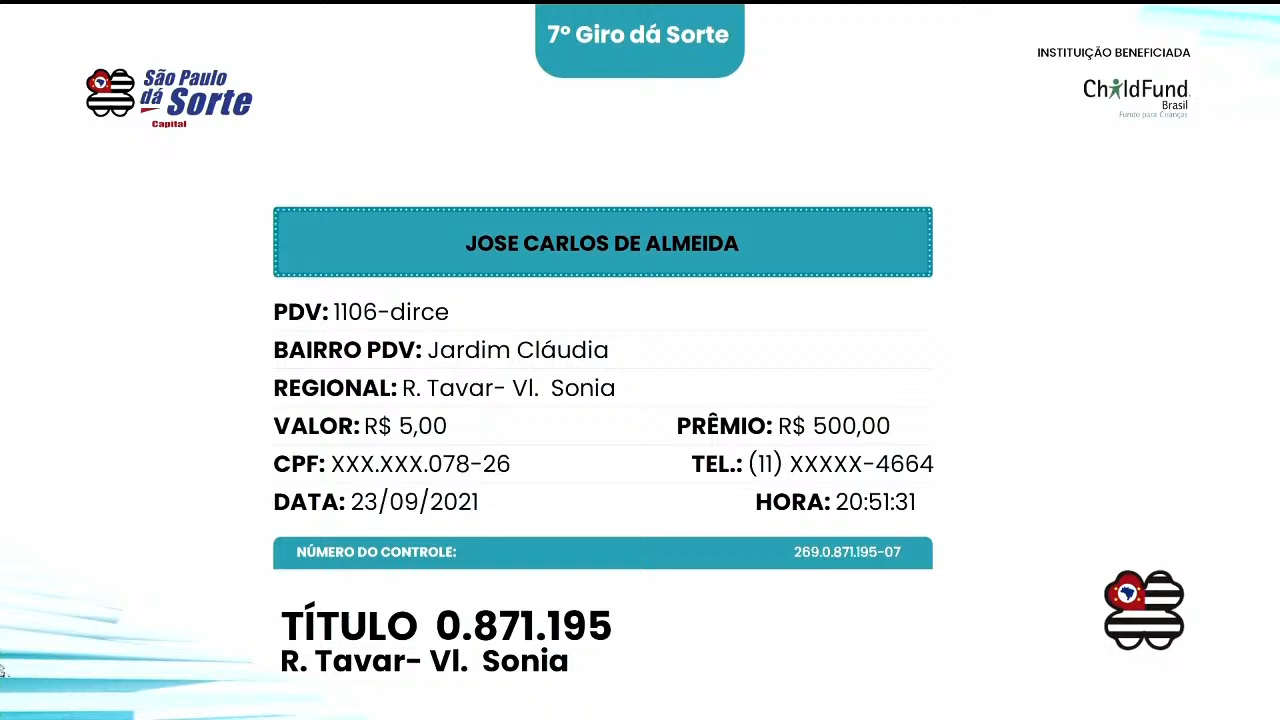 7º Giro dá Sorte
INSTITUIÇÃO BENEFICIADA
São Paulo
dá Sorte
Capital
ChildFund
Brasil
Fundo para Crianças
JOSE CARLOS DE ALMEIDA
PDV: 1106-dirce
BAIRRO PDV: Jardim Cláudia
REGIONAL: R. Tavar- Vl. Sonia
VALOR: R$ 5,00 PRÊMIO: R$ 500,00
CPF: XXX.XXX.078-26 TEL.: (11) XXXXX-4664
DATA: 23/09/2021 HORA: 20:51:31
NÚMERO DO CONTROLE: 269.0.871.195-07
TÍTULO 0.871.195
R. Tavar- Vl. Sonia